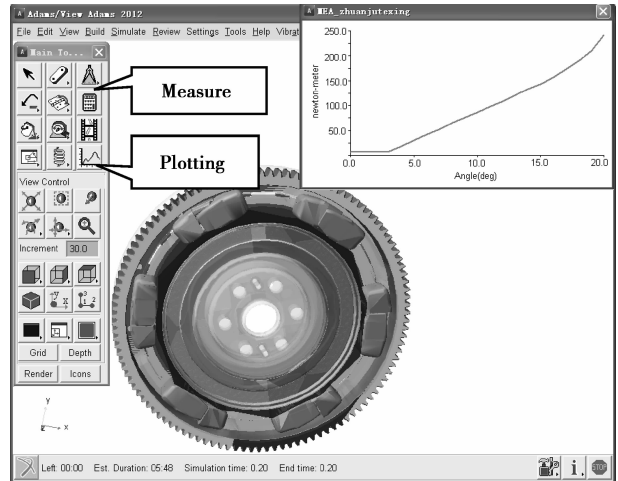 Adams/View Adams 2012
File Edit View Build Simulate Review Settings Tools Help Vibrat
Main To...
Measure
Plotting
View Control
Increment 30.0
Grid Depth
Render Icons
MEA_zhuanjutexing
newton-meter
250.0
200.0
150.0
100.0
50.0
0.0 5.0 10.0 15.0 20.0
Angle(deg)
y
x
Left: 00:00 Est. Duration: 05:48 Simulation time: 0.20 End time: 0.20
STOP